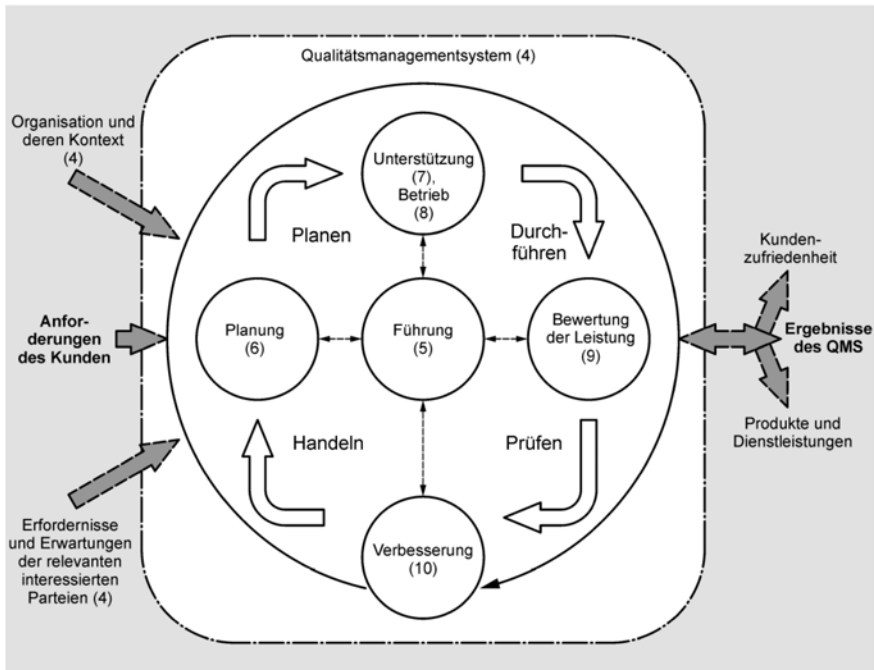 Qualitätsmanagementsystem (4)
Organisation und
deren Kontext
(4)
Unterstützung
(7),
Betrieb
(8)
Planen
Durch-
führen
Kunden-
zufriedenheit
Anfor-
derungen
des Kunden
Planung
(6)
Führung
(5)
Bewertung
der Leistung
(9)
Ergebnisse
des QMS
Handeln
Prüfen
Produkte und
Dienstleistungen
Erfordernisse
und Erwartungen
der relevanten
interessierten
Parteien (4)
Verbesserung
(10)